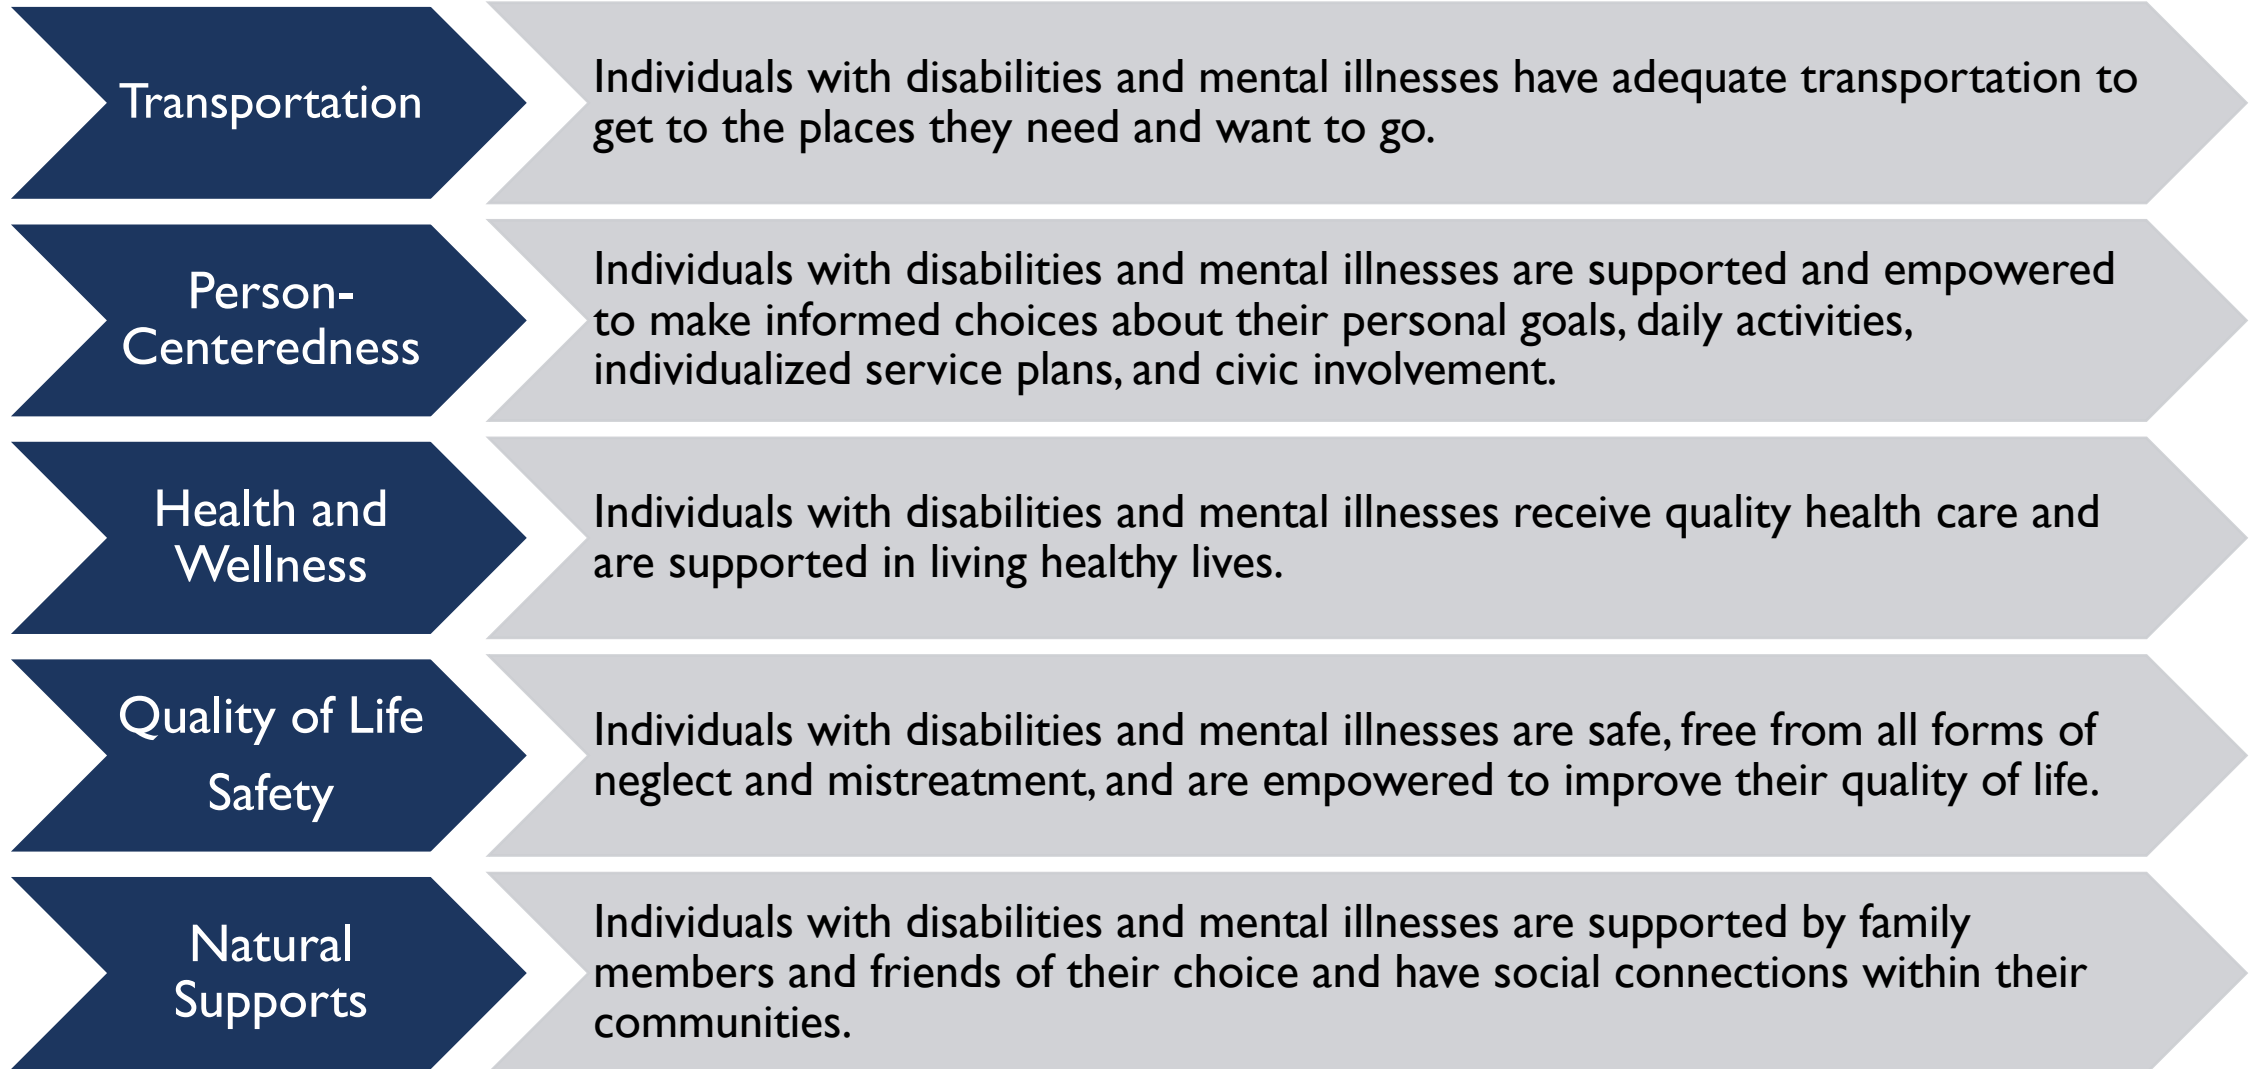 Transportation
Individuals with disabilities and mental illnesses have adequate transportation to
get to the places they need and want to go.
Person-
Centeredness
Individuals with disabilities and mental illnesses are supported and empowered
to make informed choices about their personal goals, daily activities,
individualized service plans, and civic involvement.
Health and
Wellness
Individuals with disabilities and mental illnesses receive quality health care and
are supported in living healthy lives.
Quality of Life
Safety
Individuals with disabilities and mental illnesses are safe, free from all forms of
neglect and mistreatment, and are empowered to improve their quality of life.
Natural
Supports
Individuals with disabilities and mental illnesses are supported by family
members and friends of their choice and have social connections within their
communities.